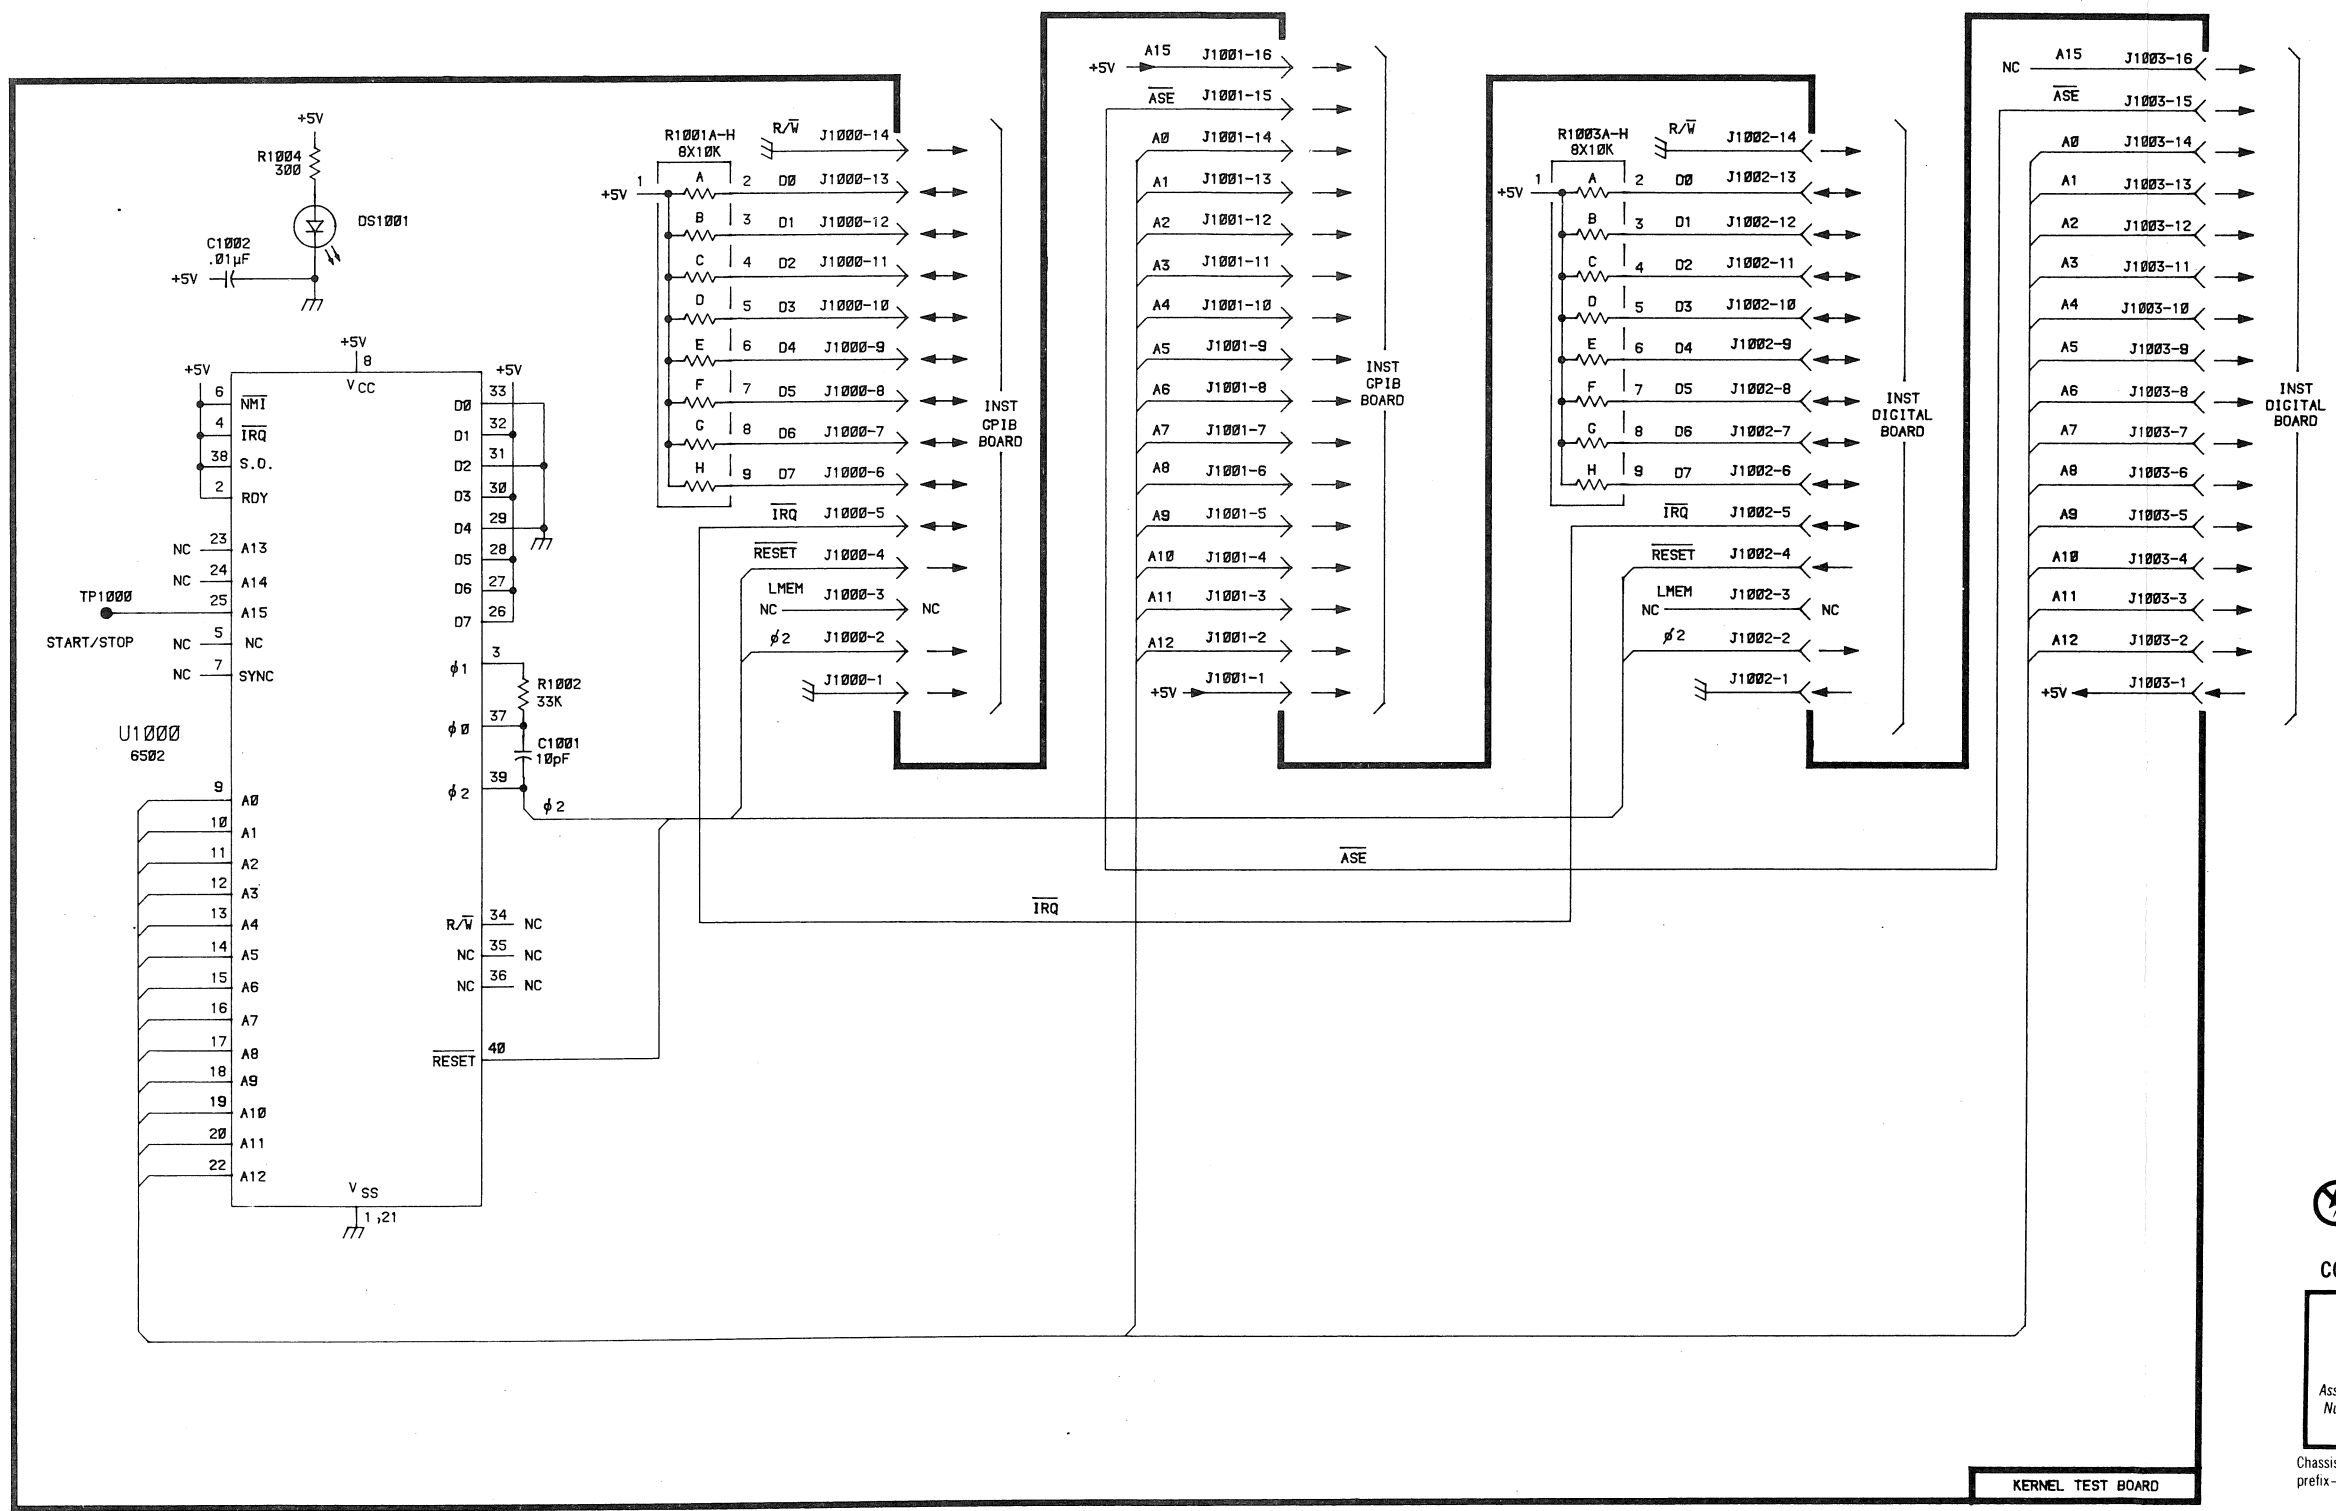 +5V
R1004
300
DS1001
C1002
.01µF
+5V
+5V
8
VCC
+5V
6 NMI
4 IRQ
38 S.O.
2 RDY
NC 23 A13
NC 24 A14
TP1000
25 A15
START/STOP
NC 5 NC
NC 7 SYNC
U1000
6502
9 A0
10 A1
11 A2
12 A3
13 A4
14 A5
15 A6
16 A7
17 A8
18 A9
19 A10
20 A11
22 A12
VSS
1,21
+5V
D0 33
D1 32
D2 31
D3 30
D4 29
D5 28
D6 27
D7 26
ϕ1 3
R1002
33K
ϕ0 37
C1001
10pF
ϕ2 39
ϕ2
R/W 34 NC
NC 35 NC
NC 36 NC
RESET 40
R1001A-H
8X10K
R/W J1000-14
+5V 1 A 2 D0 J1000-13
B 3 D1 J1000-12
C 4 D2 J1000-11
D 5 D3 J1000-10
E 6 D4 J1000-9
F 7 D5 J1000-8
G 8 D6 J1000-7
H 9 D7 J1000-6
IRQ J1000-5
RESET J1000-4
LMEM J1000-3
NC NC
ϕ2 J1000-2
J1000-1
INST
GPIB
BOARD
+5V A15 J1001-16
ASE J1001-15
A0 J1001-14
A1 J1001-13
A2 J1001-12
A3 J1001-11
A4 J1001-10
A5 J1001-9
A6 J1001-8
A7 J1001-7
A8 J1001-6
A9 J1001-5
A10 J1001-4
A11 J1001-3
A12 J1001-2
+5V J1001-1
INST
GPIB
BOARD
R1003A-H
8X10K
R/W J1002-14
+5V 1 A 2 D0 J1002-13
B 3 D1 J1002-12
C 4 D2 J1002-11
D 5 D3 J1002-10
E 6 D4 J1002-9
F 7 D5 J1002-8
G 8 D6 J1002-7
H 9 D7 J1002-6
IRQ J1002-5
RESET J1002-4
LMEM J1002-3
NC NC
ϕ2 J1002-2
J1002-1
INST
DIGITAL
BOARD
NC A15 J1003-16
ASE J1003-15
A0 J1003-14
A1 J1003-13
A2 J1003-12
A3 J1003-11
A4 J1003-10
A5 J1003-9
A6 J1003-8
A7 J1003-7
A8 J1003-6
A9 J1003-5
A10 J1003-4
A11 J1003-3
A12 J1003-2
+5V J1003-1
INST
DIGITAL
BOARD
ASE
IRQ
KERNEL TEST BOARD
Chassis
prefix-